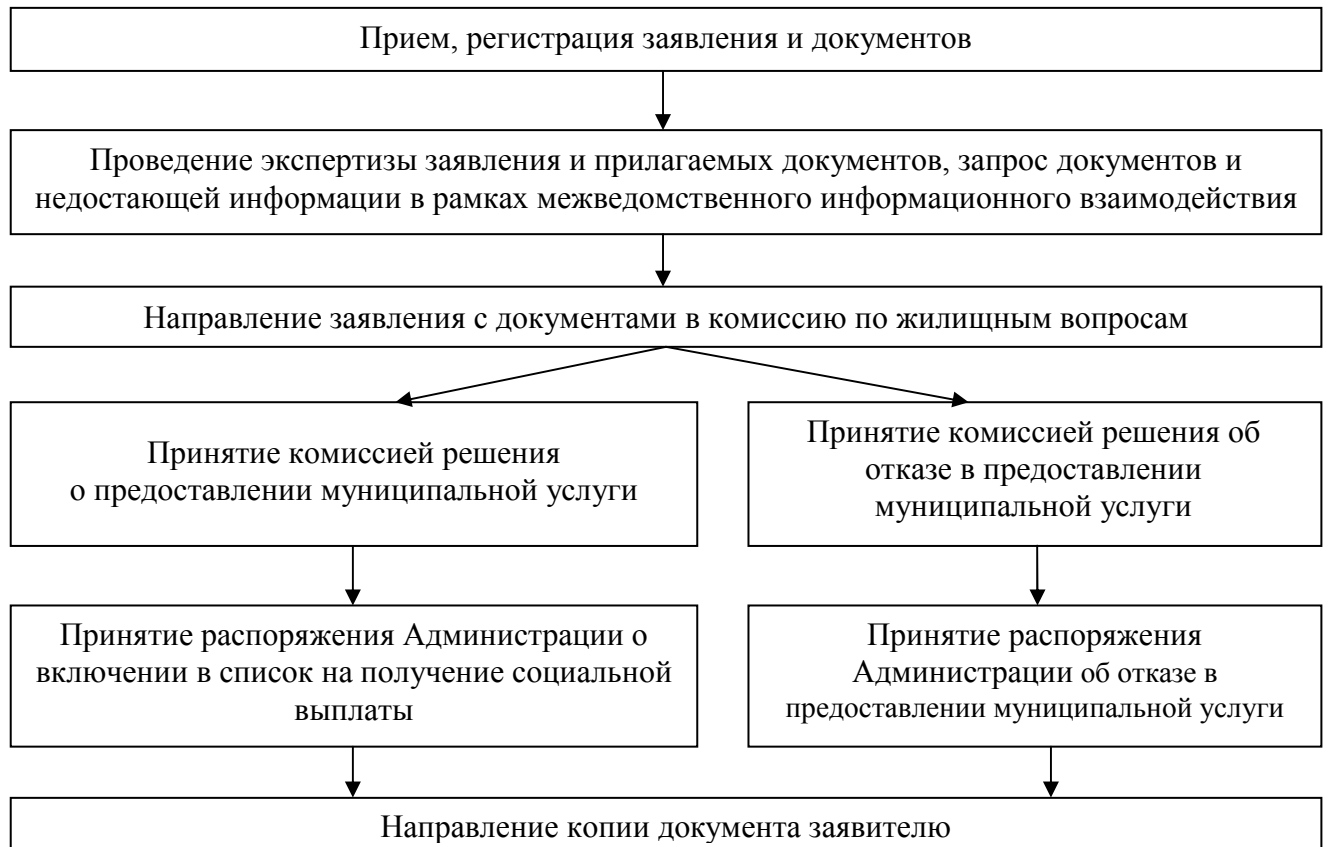 Прием, регистрация заявления и документов
Проведение экспертизы заявления и прилагаемых документов, запрос документов и
недостающей информации в рамках межведомственного информационного взаимодействия
Направление заявления с документами в комиссию по жилищным вопросам
Принятие комиссией решения
о предоставлении муниципальной услуги
Принятие комиссией решения об
отказе в предоставлении
муниципальной услуги
Принятие распоряжения Администрации о
включении в список на получение социальной
выплаты
Принятие распоряжения
Администрации об отказе в
предоставлении муниципальной услуги
Направление копии документа заявителю